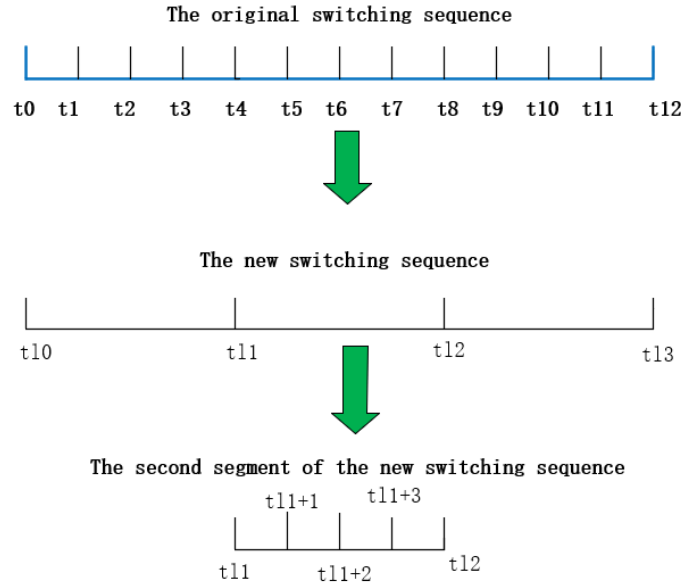 The original switching sequence
t0 t1 t2 t3 t4 t5 t6 t7 t8 t9 t10 t11 t12
The new switching sequence
tl0 tl1 tl2 tl3
The second segment of the new switching sequence
tl1+1 tl1+3
tl1 tl1+2 tl2